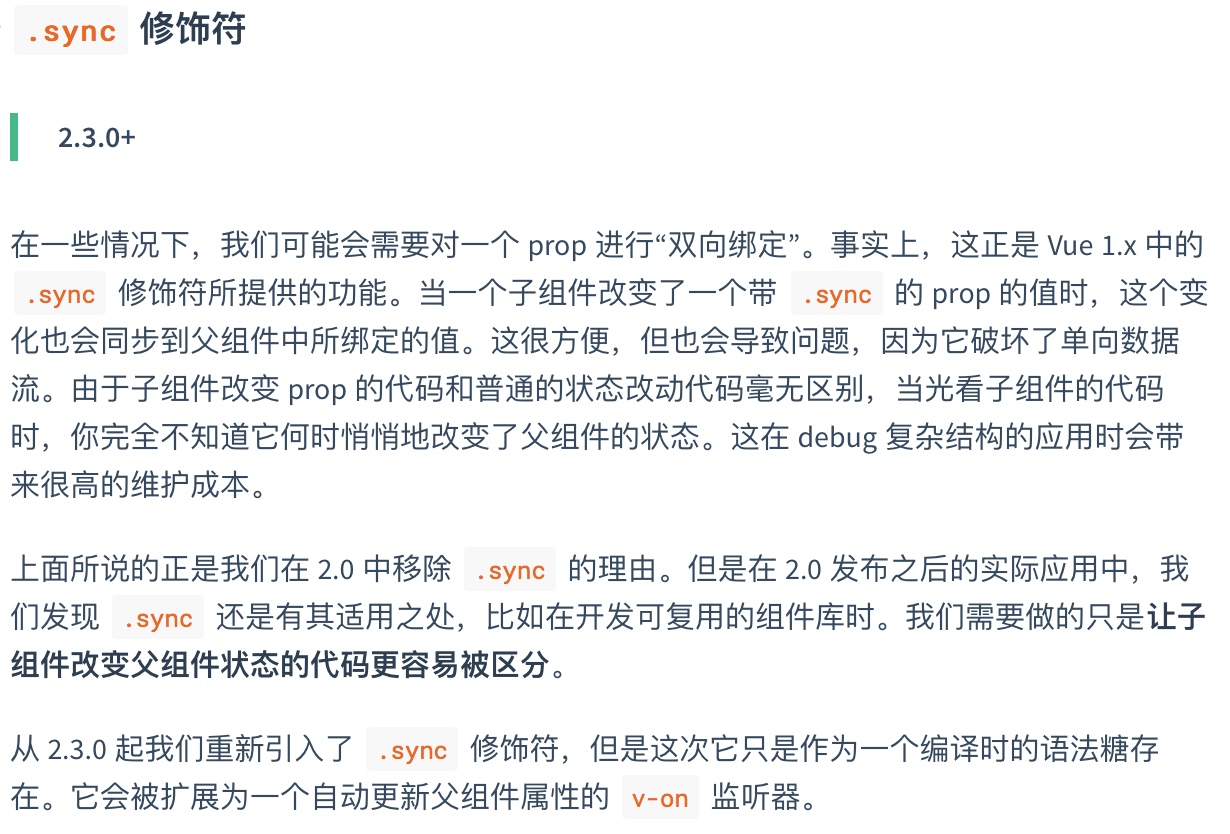 .sync 修饰符
2.3.0+
在一些情况下，我们可能会需要对一个 prop 进行“双向绑定”。事实上，这正是 Vue 1.x 中的
.sync 修饰符所提供的功能。当一个子组件改变了一个带 .sync 的 prop 的值时，这个变
化也会同步到父组件中所绑定的值。这很方便，但也会导致问题，因为它破坏了单向数据
流。由于子组件改变 prop 的代码和普通的状态改动代码毫无区别，当光看子组件的代码
时，你完全不知道它何时悄悄地改变了父组件的状态。这在 debug 复杂结构的应用时会带
来很高的维护成本。
上面所说的正是我们在 2.0 中移除 .sync 的理由。但是在 2.0 发布之后的实际应用中，我
们发现 .sync 还是有其适用之处，比如在开发可复用的组件库时。我们需要做的只是让子
组件改变父组件状态的代码更容易被区分。
从 2.3.0 起我们重新引入了 .sync 修饰符，但是这次它只是作为一个编译时的语法糖存
在。它会被扩展为一个自动更新父组件属性的 v-on 监听器。